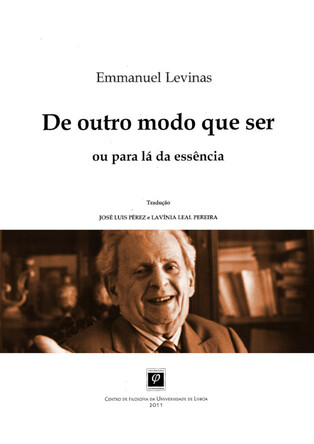 Emmanuel Levinas
De outro modo que ser
ou para lá da essência
Tradução
JOSÉ LUIS PÉREZ e LAVÍNIA LEAL PEREIRA
φ
CENTRO DE FILOSOFIA DA UNIVERSIDADE DE LISBOA
2011